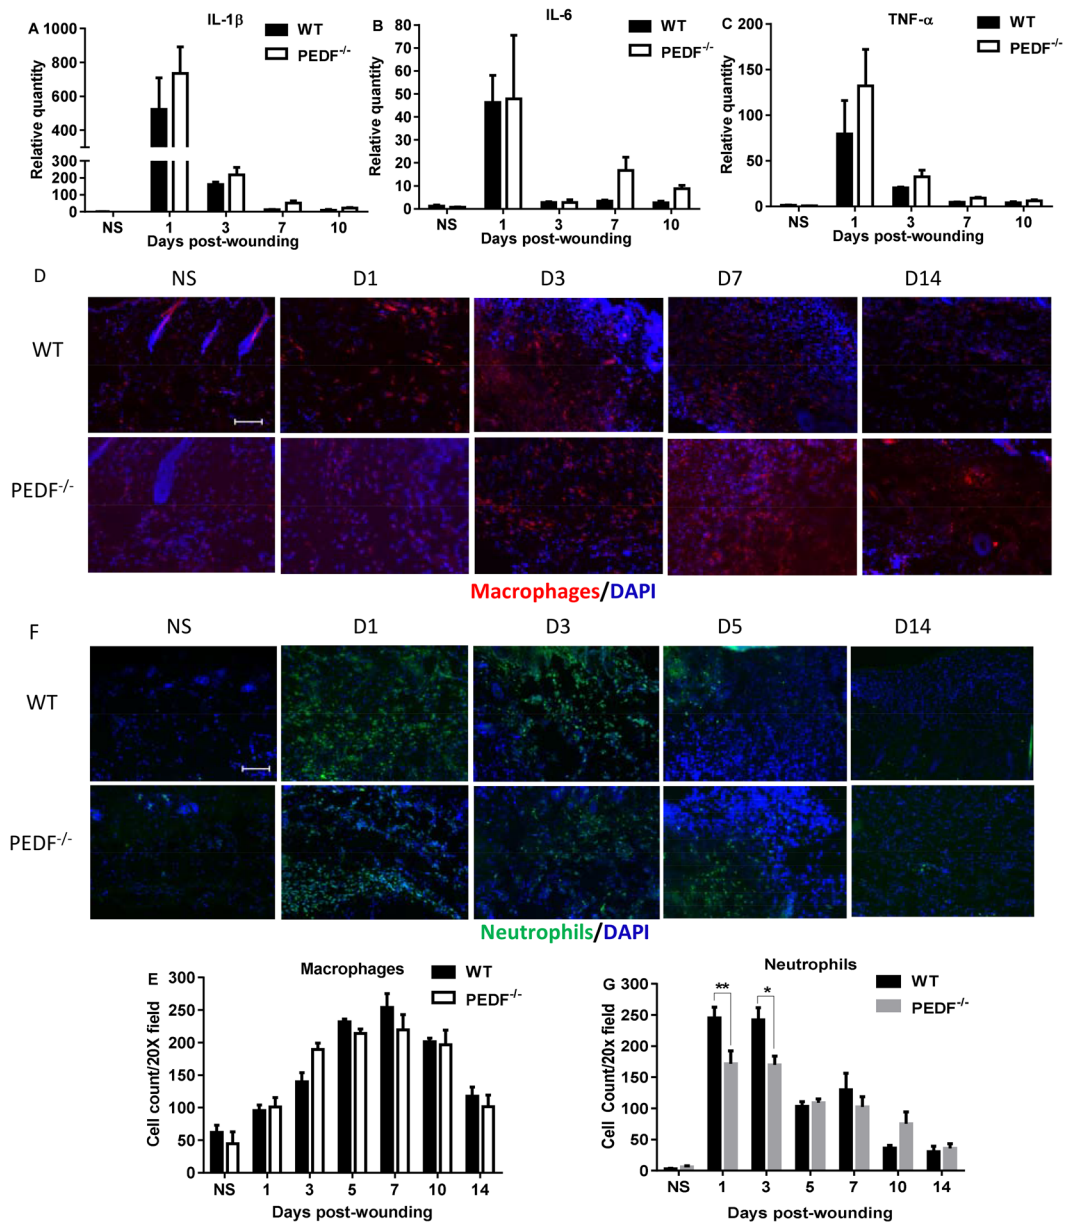 A IL-1β
WT
PEDF-/-
Relative quantity
1000
800
600
400
300
200
100
0
NS 1 3 7 10
Days post-wounding
B IL-6
WT
PEDF-/-
Relative quantity
80
70
60
50
40
30
20
10
0
NS 1 3 7 10
Days post-wounding
C TNF-α
WT
PEDF-/-
Relative quantity
200
150
100
50
0
NS 1 3 7 10
Days post-wounding
D NS D1 D3 D7 D14
WT
PEDF-/-
Macrophages/DAPI
F NS D1 D3 D5 D14
WT
PEDF-/-
Neutrophils/DAPI
E Macrophages
WT
PEDF-/-
Cell count/20X field
300
250
200
150
100
50
0
NS 1 3 5 7 10 14
Days post-wounding
G Neutrophils
WT
PEDF-/-
Cell Count/20x field
300
250
200
150
100
50
0
** *
NS 1 3 5 7 10 14
Days post-wounding